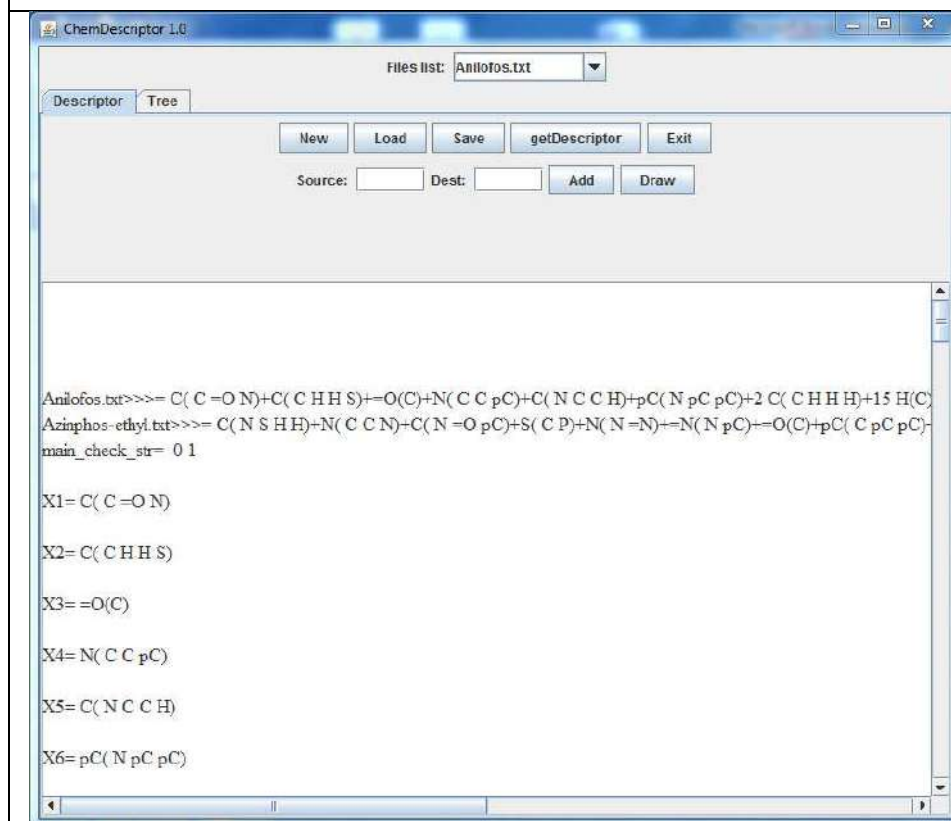 ChemDescriptor 1.0
Files list: Anilofos.txt
Descriptor Tree
New Load Save getDescriptor Exit
Source: Dest: Add Draw
Anilofos.txt>>>= C( C =O N)+C( C H H S)+=O(C)+N( C C pC)+C( N C C H)+pC( N pC pC)+2 C( C H H H)+15 H(C)
Azinphos-ethyl.txt>>>= C( N S H H)+N( C C N)+C( N =O pC)+S( C P)+N( N =N)+=N( N pC)+=O(C)+pC( C pC pC)-
main_check_str= 0 1
X1= C( C =O N)
X2= C( C H H S)
X3= =O(C)
X4= N( C C pC)
X5= C( N C C H)
X6= pC( N pC pC)